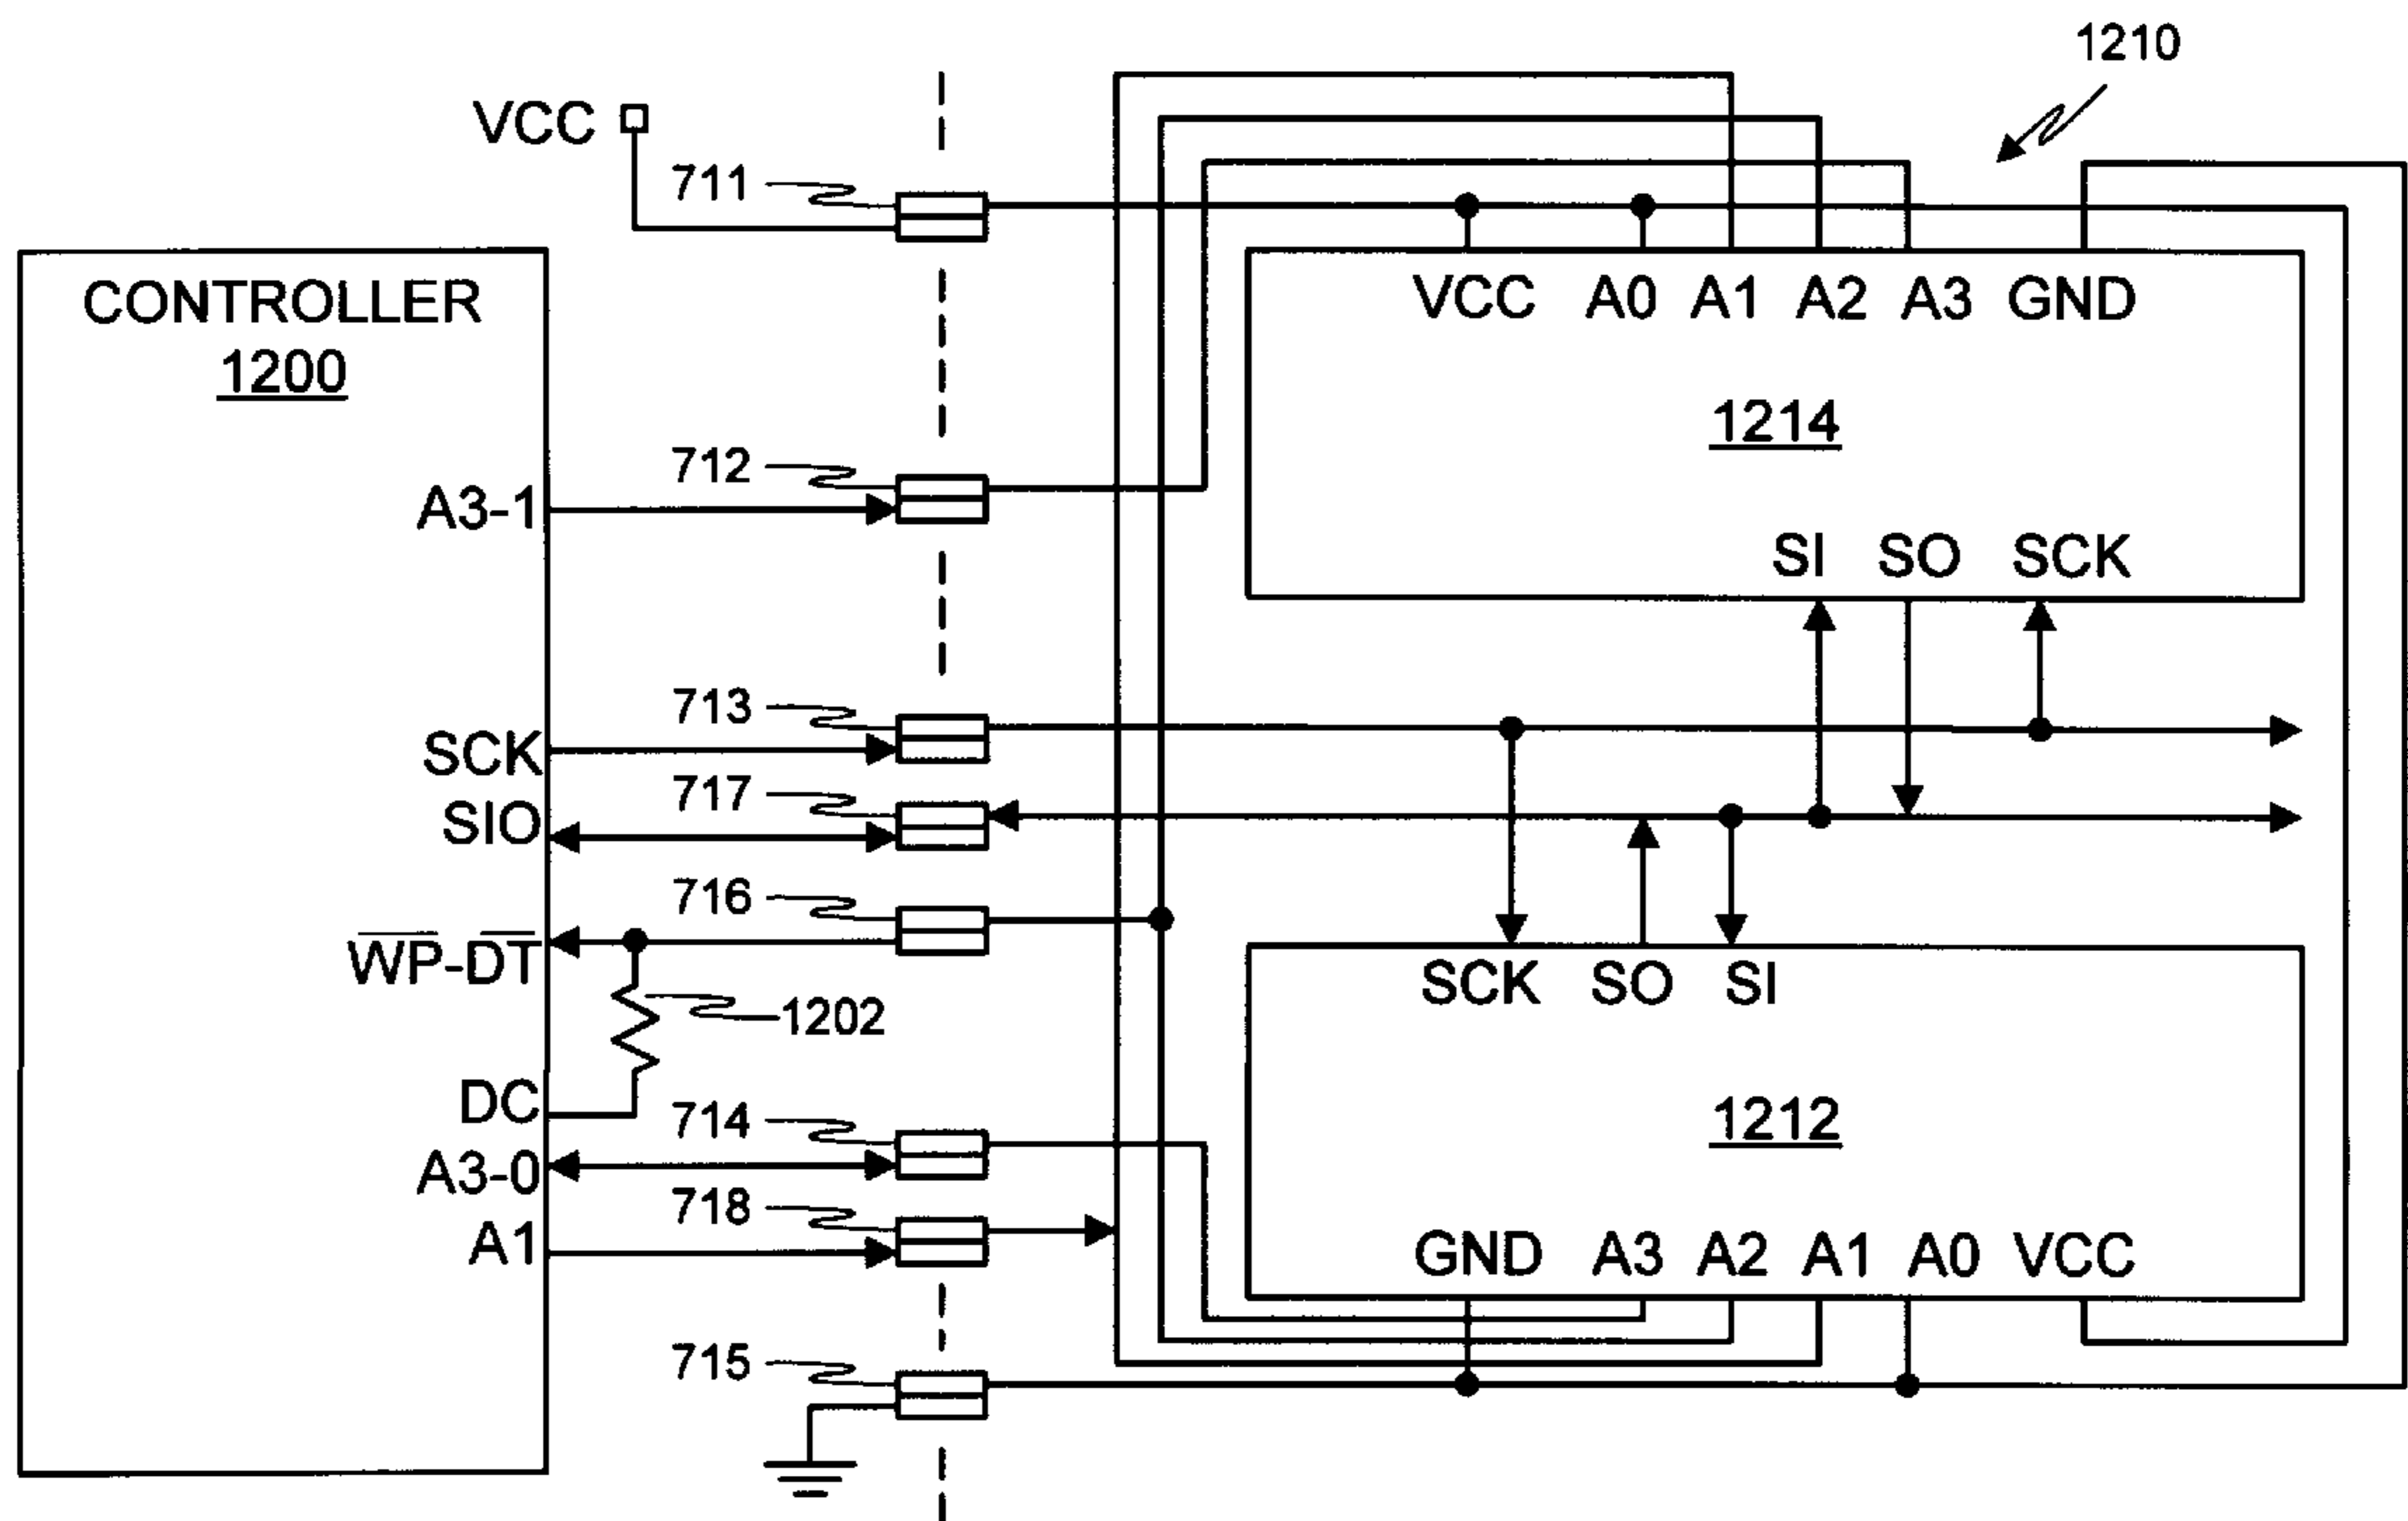 1210
VCC
711
CONTROLLER
1200
VCC A0 A1 A2 A3 GND
1214
712
A3-1
SI SO SCK
713
SCK
717
SIO
716
WP-DT
SCK SO SI
1202
DC
714
1212
A3-0
718
A1
GND A3 A2 A1 A0 VCC
715